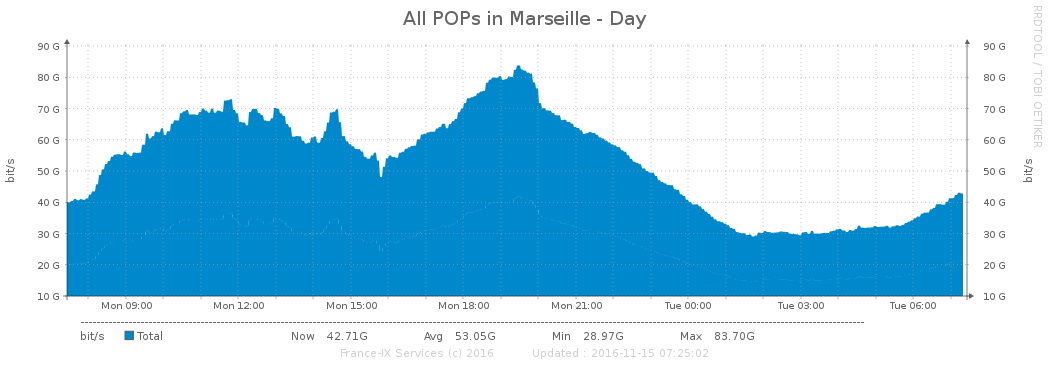 All POPs in Marseille - Day
RRDTOOL / TOBI OETIKER
bit/s
90 G 90 G
80 G 80 G
70 G 70 G
60 G 60 G
50 G 50 G
40 G 40 G
30 G 30 G
20 G 20 G
10 G 10 G
bit/s
Mon 09:00 Mon 12:00 Mon 15:00 Mon 18:00 Mon 21:00 Tue 00:00 Tue 03:00 Tue 06:00
bit/s Total Now 42.71G Avg 53.05G Min 28.97G Max 83.70G
France-IX Services (c) 2016 Updated : 2016-11-15 07:25:02